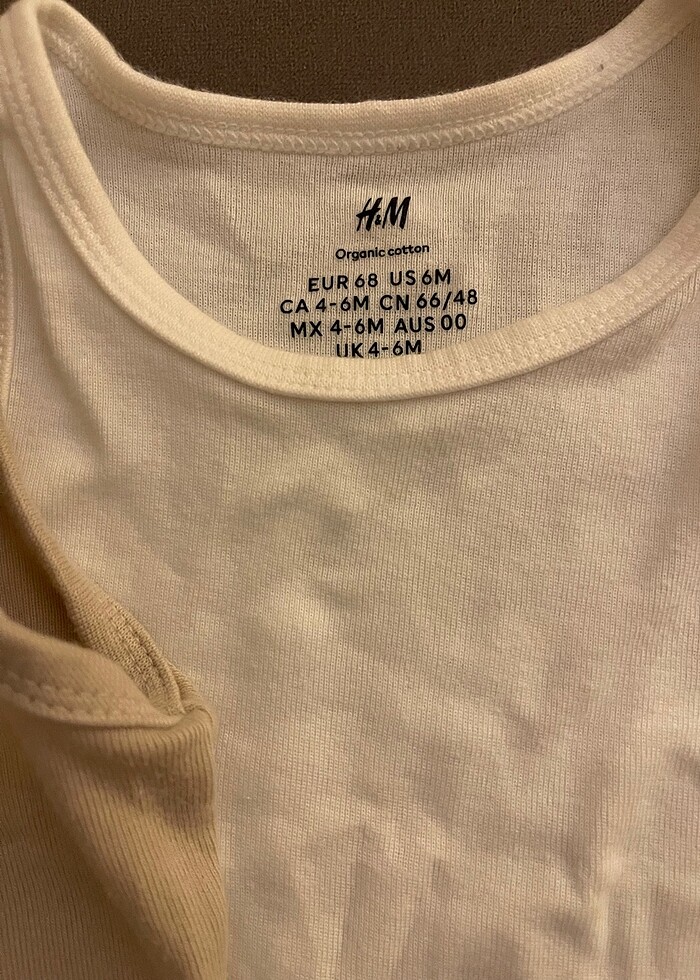 H&M
Organic cotton
EUR 68 US 6M
CA 4-6M CN 66/48
MX 4-6M AUS 00
UK 4-6M